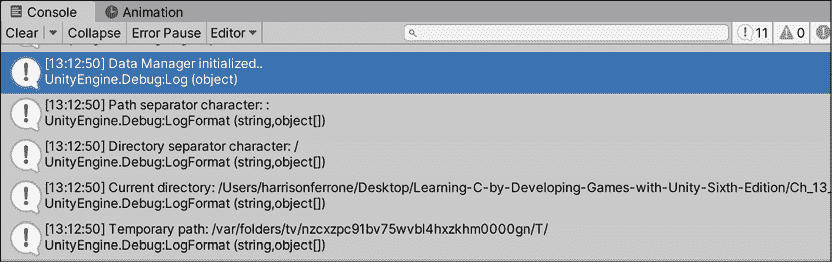 Console Animation
Clear Collapse Error Pause Editor 11 0
[13:12:50] Data Manager initialized..
UnityEngine.Debug:Log (object)
[13:12:50] Path separator character: :
UnityEngine.Debug:LogFormat (string,object[])
[13:12:50] Directory separator character: /
UnityEngine.Debug:LogFormat (string,object[])
[13:12:50] Current directory: /Users/harrisonferrone/Desktop/Learning-C-by-Developing-Games-with-Unity-Sixth-Edition/Ch_13_
UnityEngine.Debug:LogFormat (string,object[])
[13:12:50] Temporary path: /var/folders/tv/nzcxzpc91bv75wvbl4hxzkhm0000gn/T/
UnityEngine.Debug:LogFormat (string,object[])